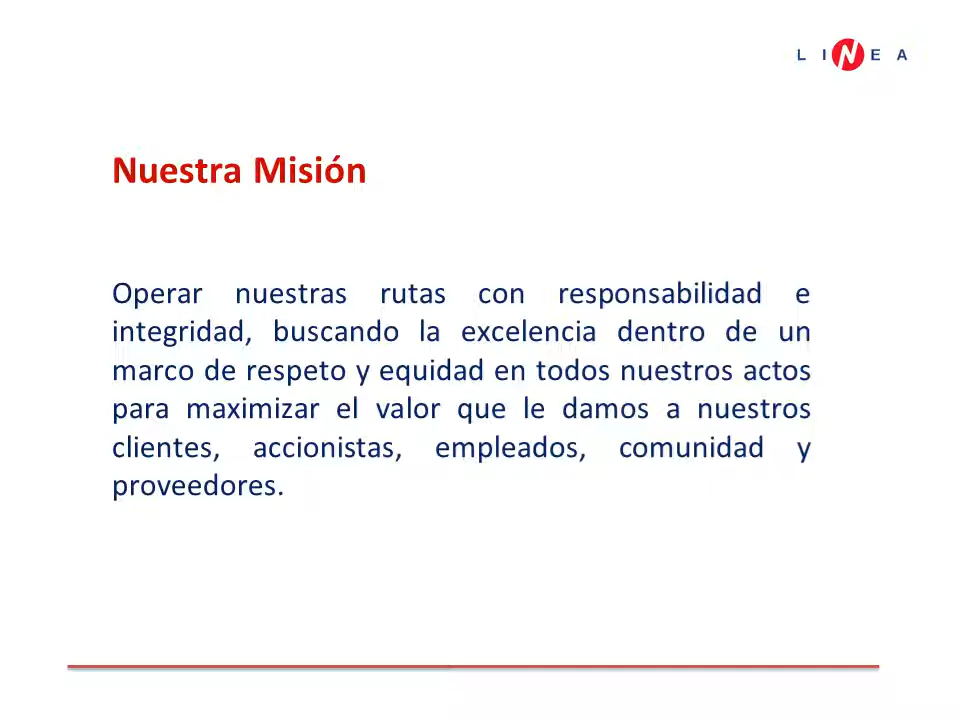 LINEA
Nuestra Misión
Operar nuestras rutas con responsabilidad e
integridad, buscando la excelencia dentro de un
marco de respeto y equidad en todos nuestros actos
para maximizar el valor que le damos a nuestros
clientes, accionistas, empleados, comunidad y
proveedores.